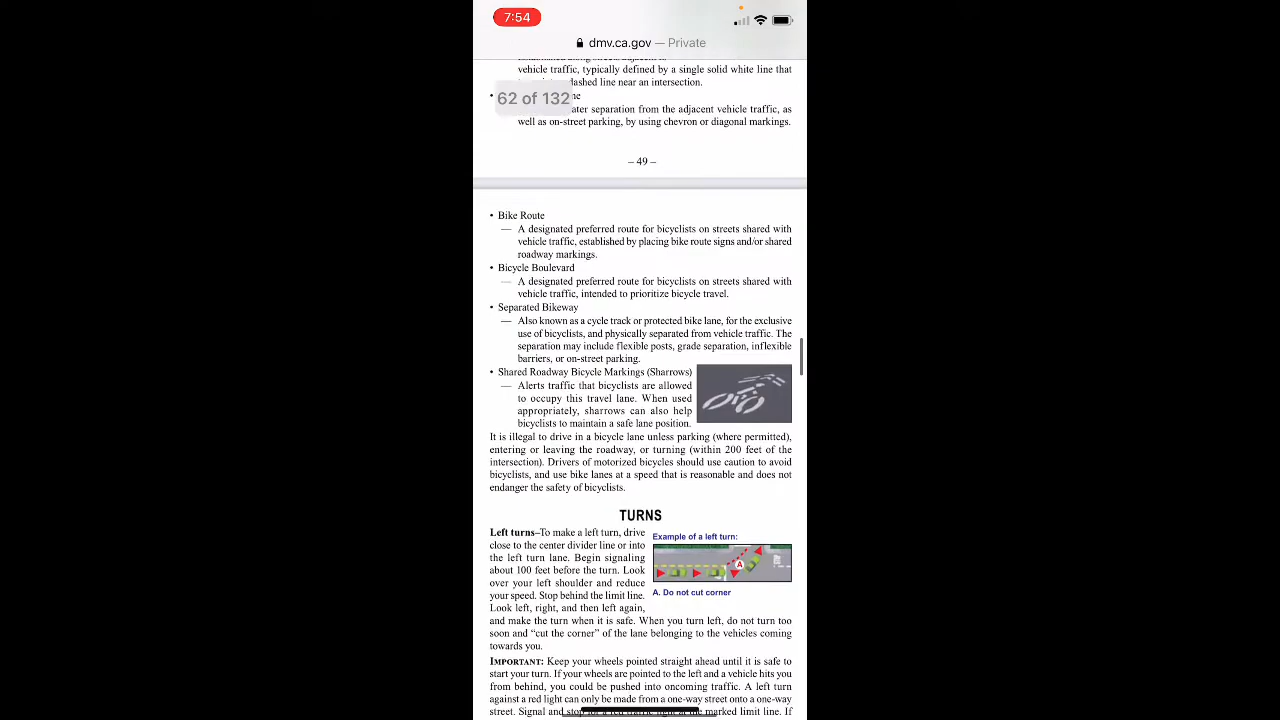 7:54
dmv.ca.gov — Private
vehicle traffic, typically defined by a single solid white line that
dashed line near an intersection.
62 of 132
separation from the adjacent vehicle traffic, as
well as on-street parking, by using chevron or diagonal markings.
– 49 –
• Bike Route
— A designated preferred route for bicyclists on streets shared with
vehicle traffic, established by placing bike route signs and/or shared
roadway markings.
• Bicycle Boulevard
— A designated preferred route for bicyclists on streets shared with
vehicle traffic, intended to prioritize bicycle travel.
• Separated Bikeway
— Also known as a cycle track or protected bike lane, for the exclusive
use of bicyclists, and physically separated from vehicle traffic. The
separation may include flexible posts, grade separation, inflexible
barriers, or on-street parking.
• Shared Roadway Bicycle Markings (Sharrows)
— Alerts traffic that bicyclists are allowed
to occupy this travel lane. When used
appropriately, sharrows can also help
bicyclists to maintain a safe lane position.
It is illegal to drive in a bicycle lane unless parking (where permitted),
entering or leaving the roadway, or turning (within 200 feet of the
intersection). Drivers of motorized bicycles should use caution to avoid
bicyclists, and use bike lanes at a speed that is reasonable and does not
endanger the safety of bicyclists.
TURNS
Left turns–To make a left turn, drive
close to the center divider line or into
the left turn lane. Begin signaling
about 100 feet before the turn. Look
over your left shoulder and reduce
your speed. Stop behind the limit line.
Look left, right, and then left again,
Example of a left turn:
A
A. Do not cut corner
and make the turn when it is safe. When you turn left, do not turn too
soon and “cut the corner” of the lane belonging to the vehicles coming
towards you.
IMPORTANT: Keep your wheels pointed straight ahead until it is safe to
start your turn. If your wheels are pointed to the left and a vehicle hits you
from behind, you could be pushed into oncoming traffic. A left turn
against a red light can only be made from a one-way street onto a one-way
street. Signal and stop for a red traffic light at the marked limit line. If